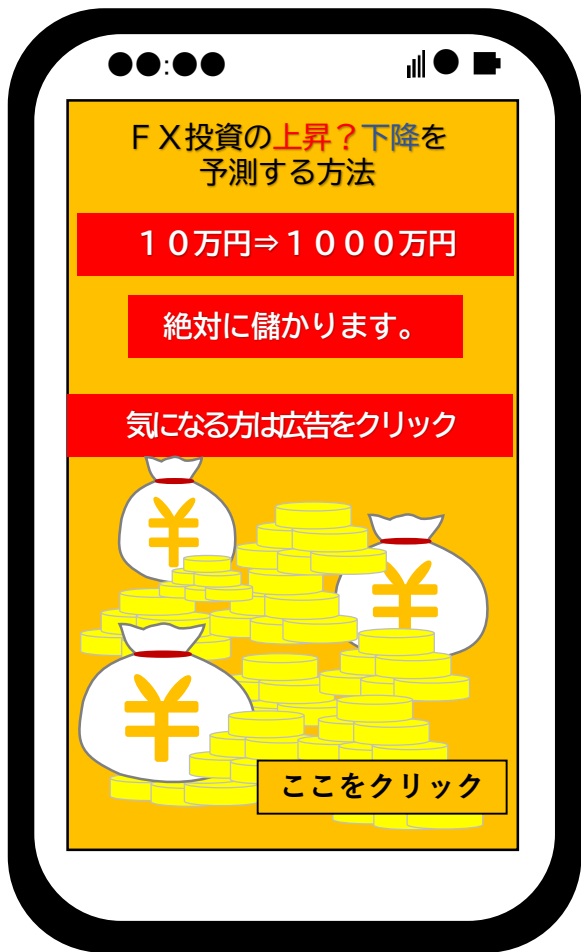 ＦＸ投資の上昇？下降を
予測する方法
１０万円⇒１０００万円
絶対に儲かります。
気になる方は広告をクリック
¥
¥
¥
ここをクリック